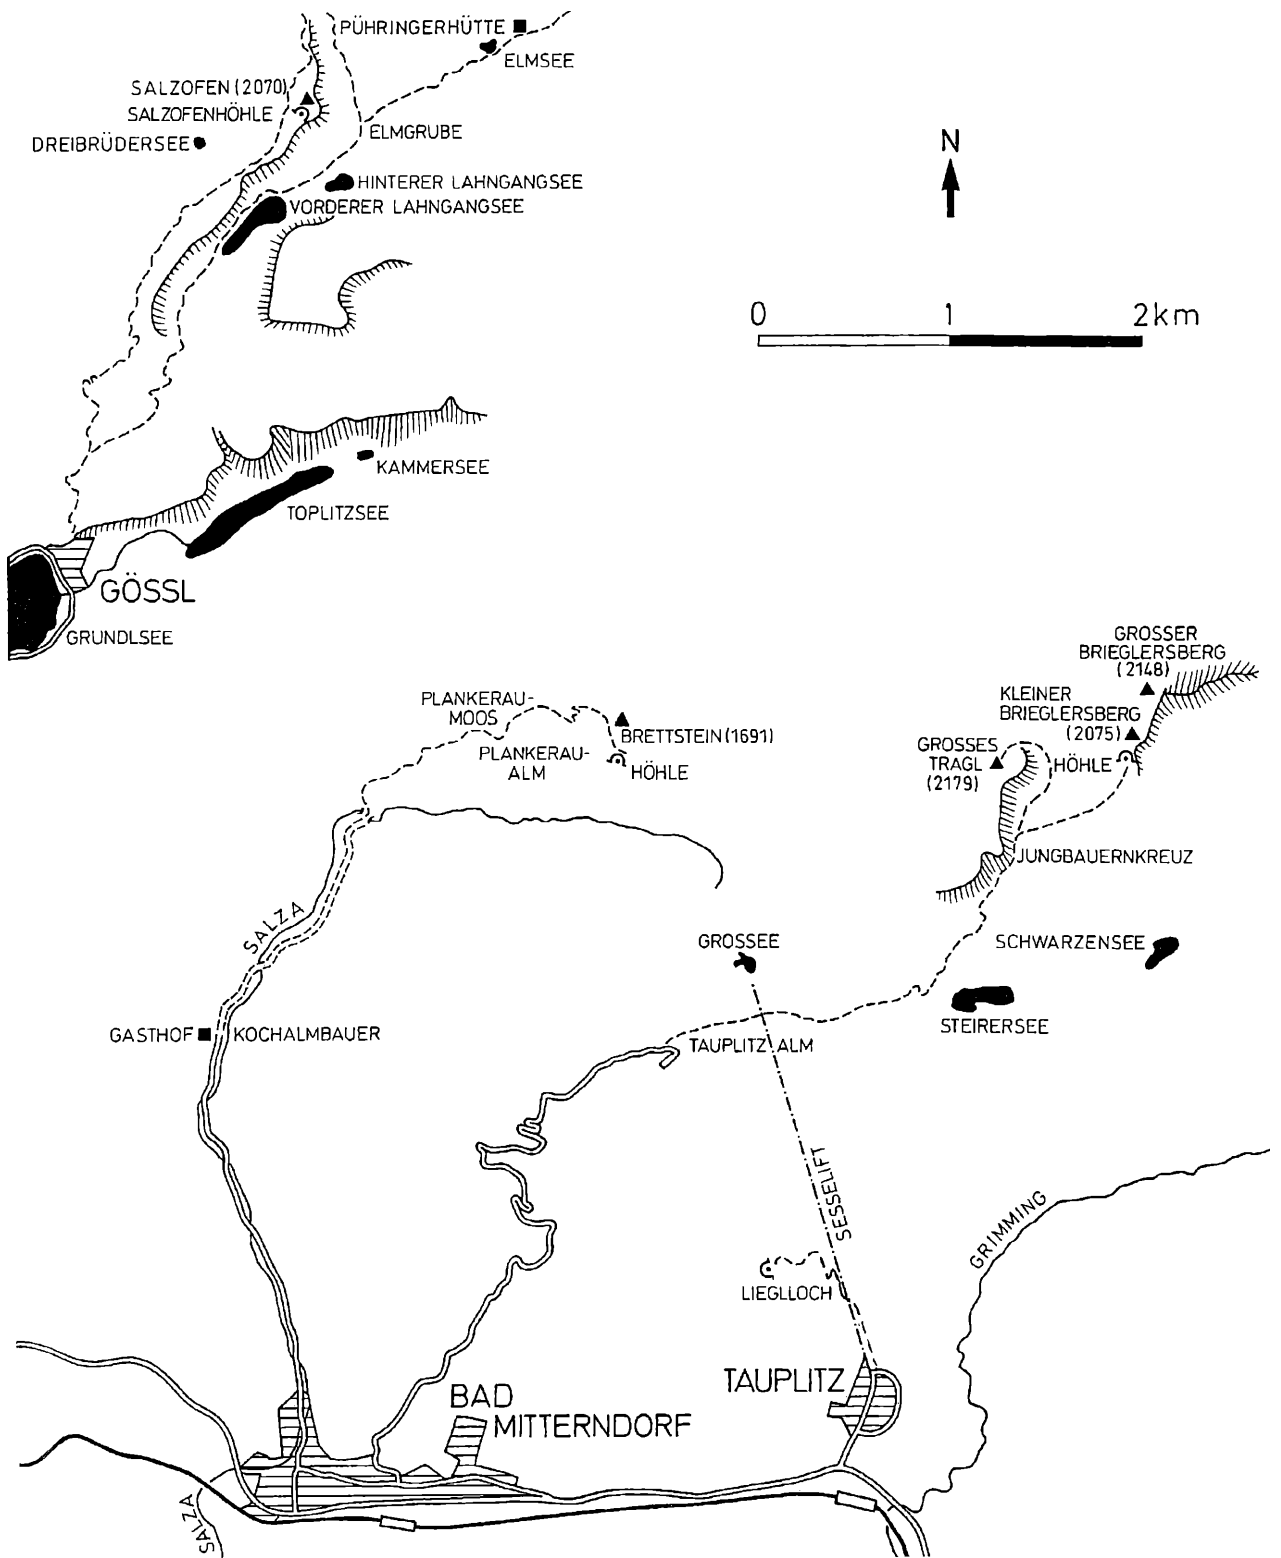 PÜHRINGERHÜTTE
ELMSEE
SALZOFEN (2070)
SALZOFENHÖHLE
DREIBRÜDERSEE
ELMGRUBE
HINTERER LAHNGANGSEE
VORDERER LAHNGANGSEE
N
0 1 2km
KAMMERSEE
TOPLITZSEE
GÖSSL
GRUNDLSEE
GROSSER
BRIEGLERSBERG
(2148)
KLEINER
BRIEGLERSBERG
(2075)
PLANKERAU-
MOOS
BRETTSTEIN (1691)
PLANKERAU-
ALM
HÖHLE
GROSSES
TRAGL
(2179)
HÖHLE
JUNGBAUERNKREUZ
SALZA
GROSSEE
SCHWARZENSEE
STEIRERSEE
GASTHOF KOCHALMBAUER
TAUPLITZ ALM
SESSELIFT
GRIMMING
LIEGLLOCH
TAUPLITZ
BAD
MITTERNDORF
SALZA